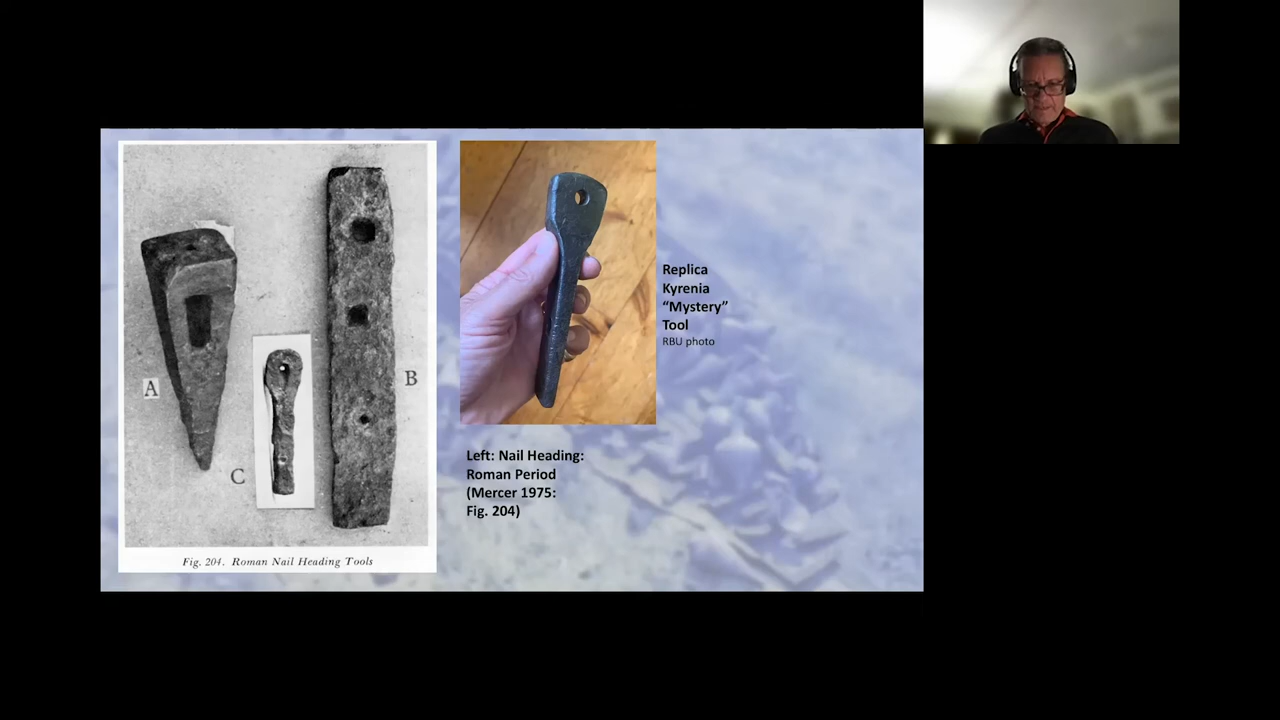 A
B
C
Fig. 204. Roman Nail Heading Tools
Replica
Kyrenia
“Mystery”
Tool
RBU photo
Left: Nail Heading:
Roman Period
(Mercer 1975:
Fig. 204)